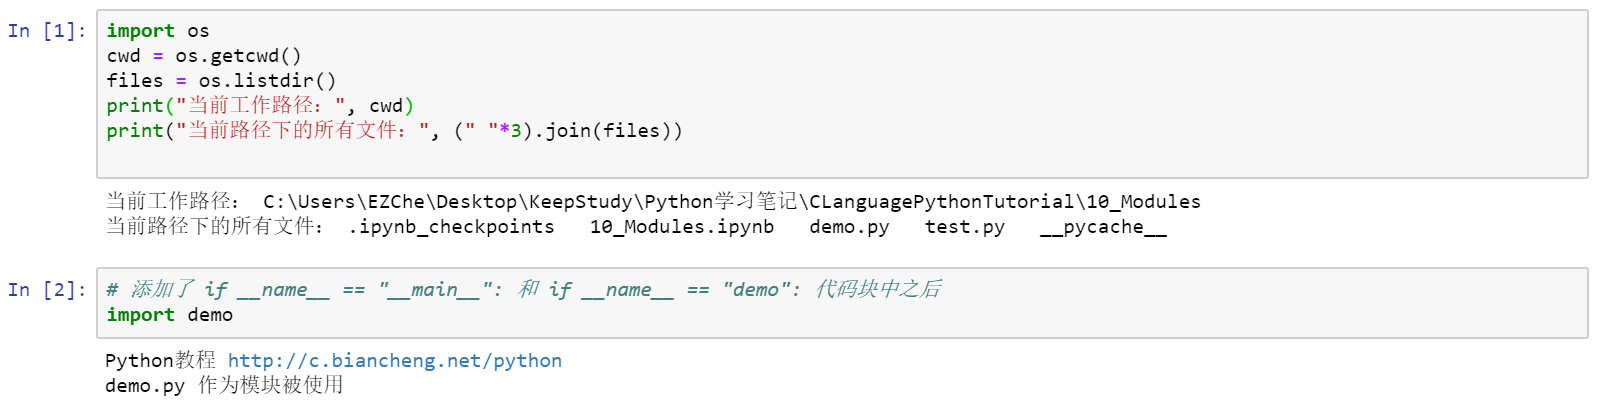 In [1]:
import os
cwd = os.getcwd()
files = os.listdir()
print("当前工作路径：", cwd)
print("当前路径下的所有文件：", (" "*3).join(files))
当前工作路径： C:\Users\EZChe\Desktop\KeepStudy\Python学习笔记\CLanguagePythonTutorial\10_Modules
当前路径下的所有文件： .ipynb_checkpoints   10_Modules.ipynb   demo.py   test.py   __pycache__
In [2]:
# 添加了 if __name__ == "__main__": 和 if __name__ == "demo": 代码块中之后
import demo
Python教程 http://c.biancheng.net/python
demo.py 作为模块被使用